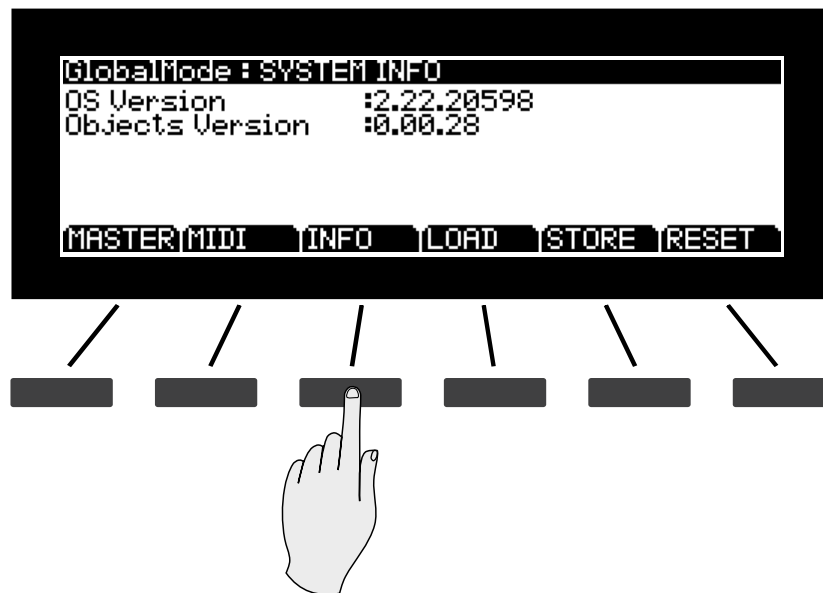 GlobalMode : SYSTEM INFO
OS Version :2.22.20598
Objects Version :0.00.28
MASTER MIDI INFO LOAD STORE RESET